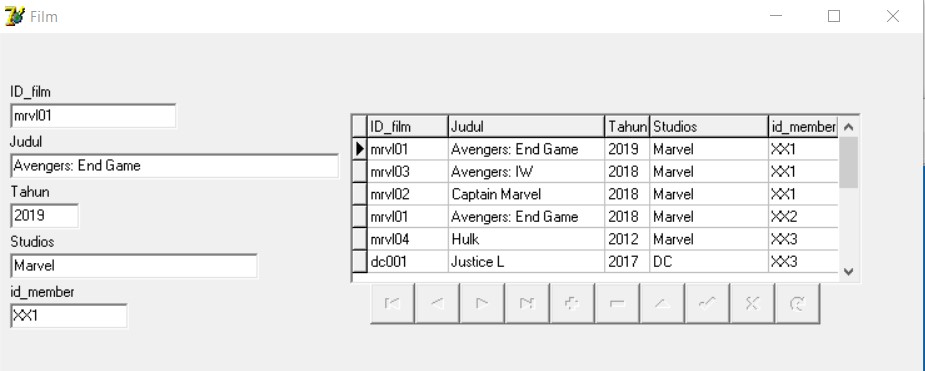 Film
ID_film
mrvl01
Judul
Avengers: End Game
Tahun
2019
Studios
Marvel
id_member
XX1
ID_film Judul Tahun Studios id_member
mrvl01 Avengers: End Game 2019 Marvel XX1
mrvl03 Avengers: IW 2018 Marvel XX1
mrvl02 Captain Marvel 2018 Marvel XX1
mrvl01 Avengers: End Game 2018 Marvel XX2
mrvl04 Hulk 2012 Marvel XX3
dc001 Justice L 2017 DC XX3